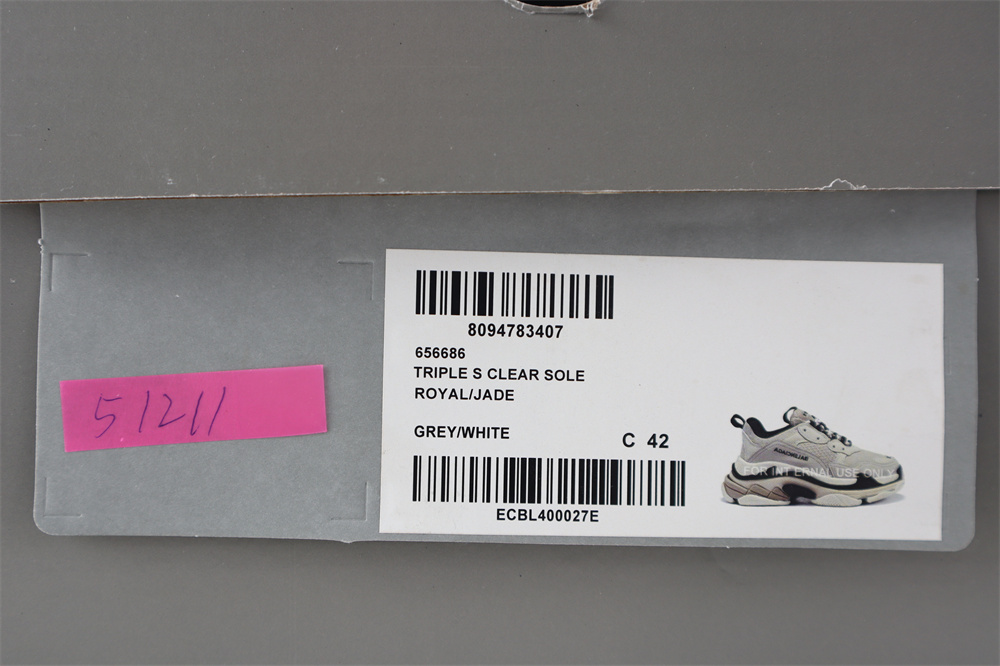 8094783407
656686
TRIPLE S CLEAR SOLE
ROYAL/JADE
GREY/WHITE
C 42
FOR INTERNAL USE ONLY
ECBL400027E
51211